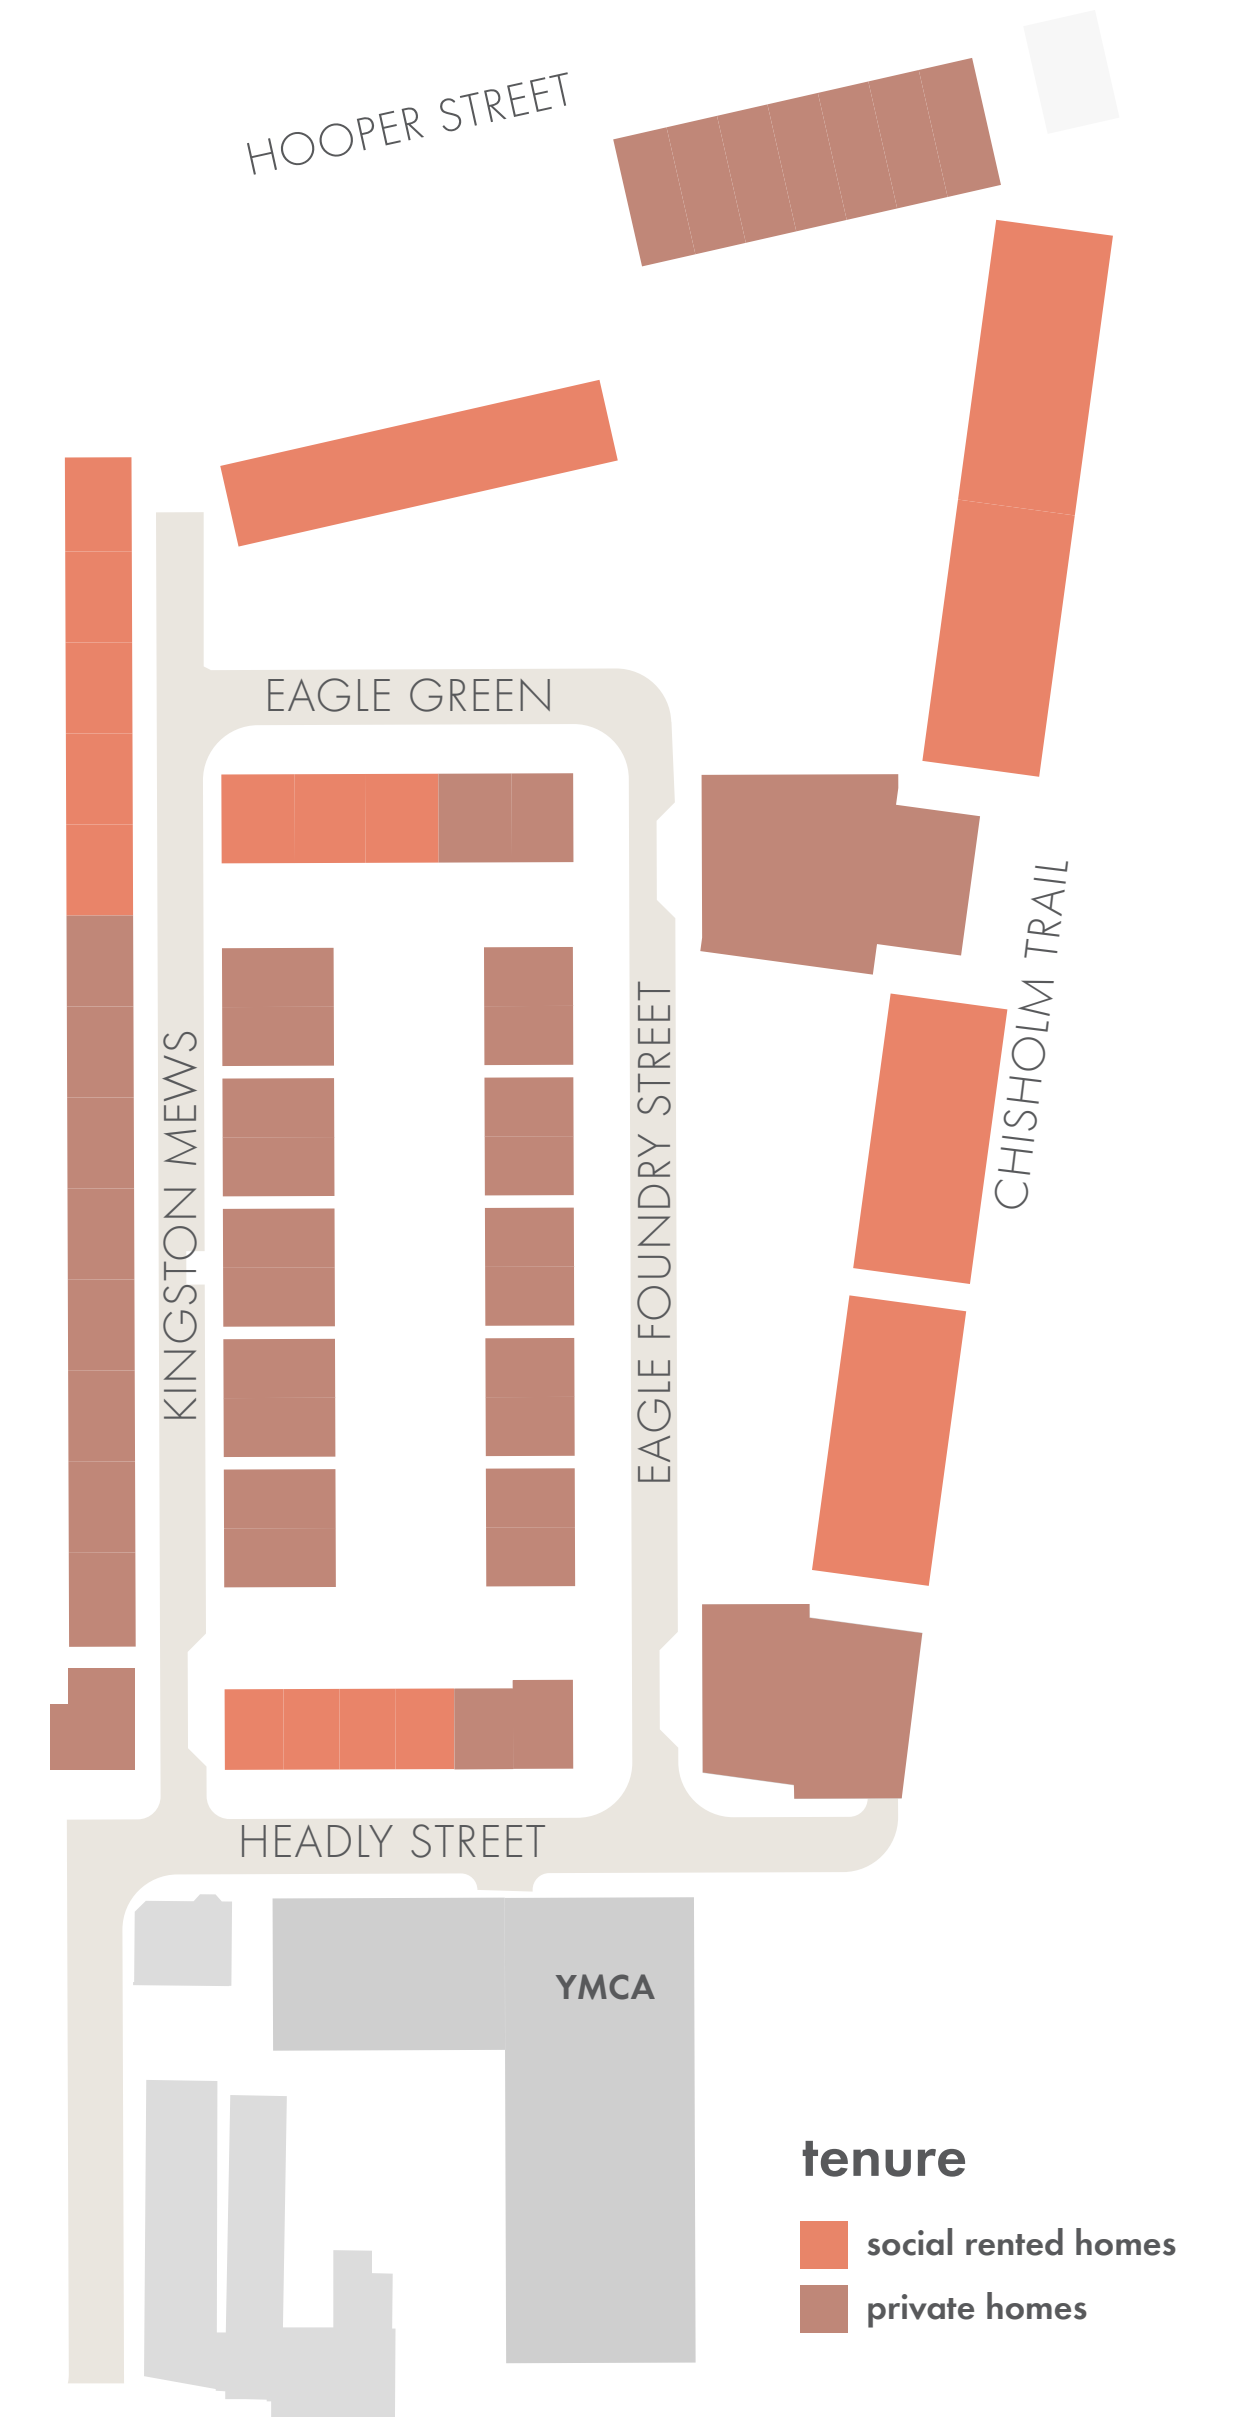 HOOPER STREET
EAGLE GREEN
KINGSTON MEWS
EAGLE FOUNDRY STREET
CHISHOLM TRAIL
HEADLY STREET
YMCA
tenure
social rented homes
private homes